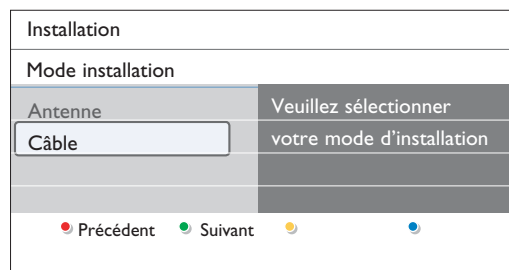 Installation
Mode installation
Antenne
Veuillez sélectionner
Câble
votre mode d'installation
Précédent Suivant